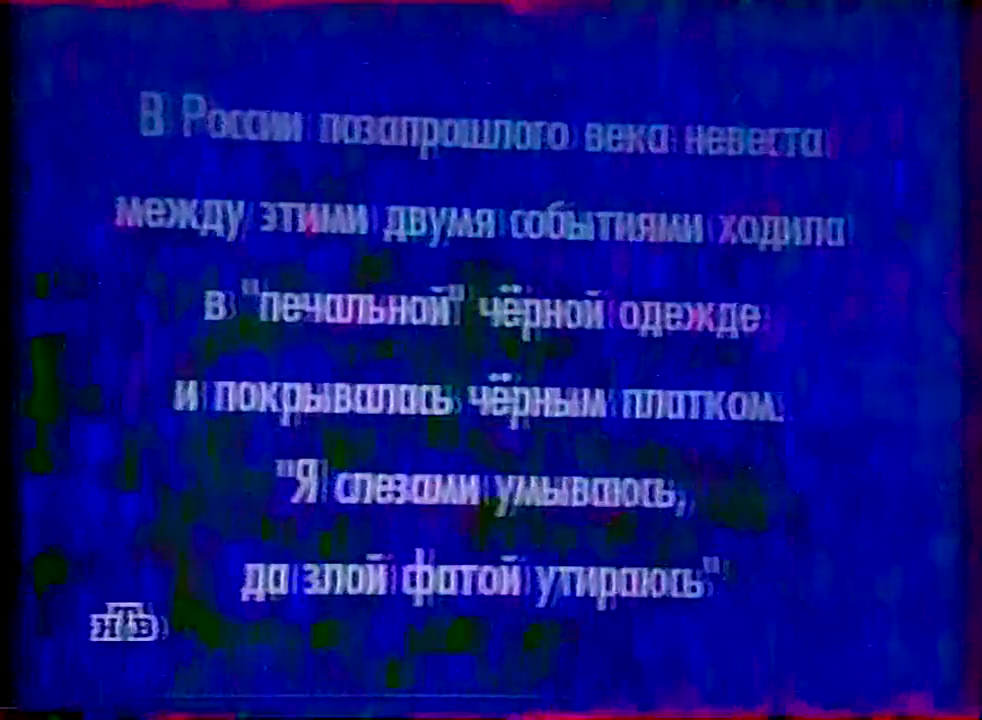 В России позапрошлого века невеста
между этими двумя событиями ходила
в "печальной" чёрной одежде
и покрывалась чёрным платком.
"Я слезами умываюсь,
да злой фатой утираюсь"
НТВ